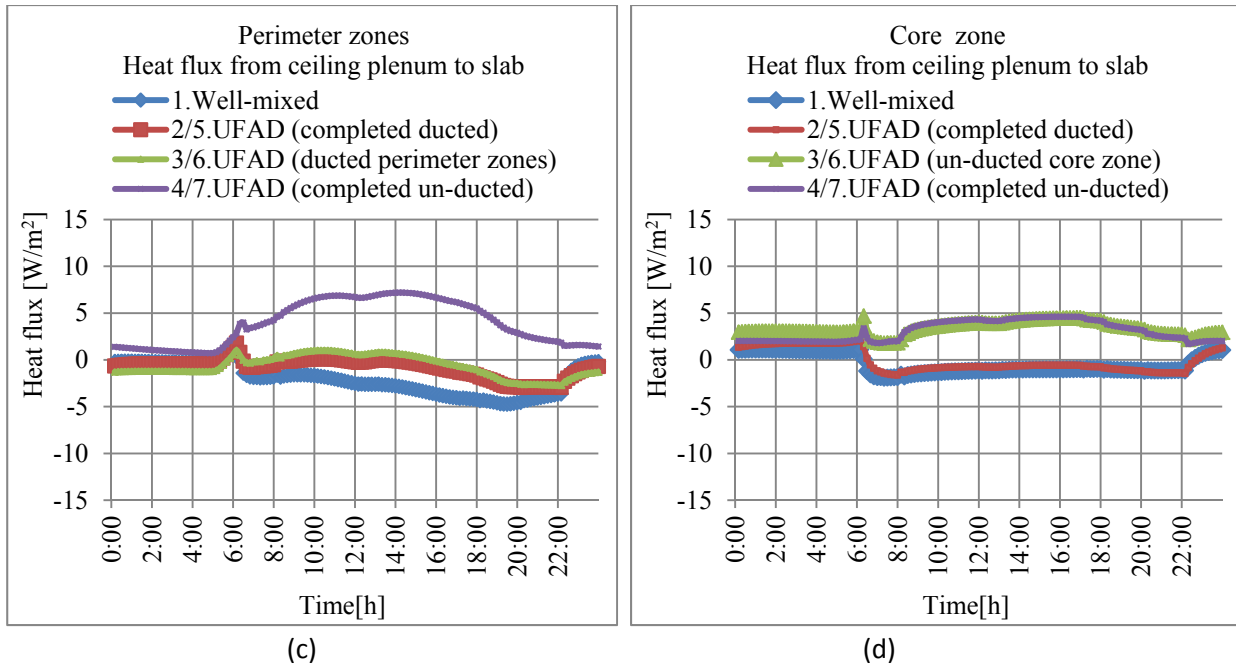 Perimeter zones
Heat flux from ceiling plenum to slab
1.Well-mixed
2/5.UFAD (completed ducted)
3/6.UFAD (ducted perimeter zones)
4/7.UFAD (completed un-ducted)
Heat flux [W/m²]
15
10
5
0
-5
-10
-15
0:00
2:00
4:00
6:00
8:00
10:00
12:00
14:00
16:00
18:00
20:00
22:00
Time[h]
(c)
Core zone
Heat flux from ceiling plenum to slab
1.Well-mixed
2/5.UFAD (completed ducted)
3/6.UFAD (un-ducted core zone)
4/7.UFAD (completed un-ducted)
Heat flux [W/m²]
15
10
5
0
-5
-10
-15
0:00
2:00
4:00
6:00
8:00
10:00
12:00
14:00
16:00
18:00
20:00
22:00
Time[h]
(d)